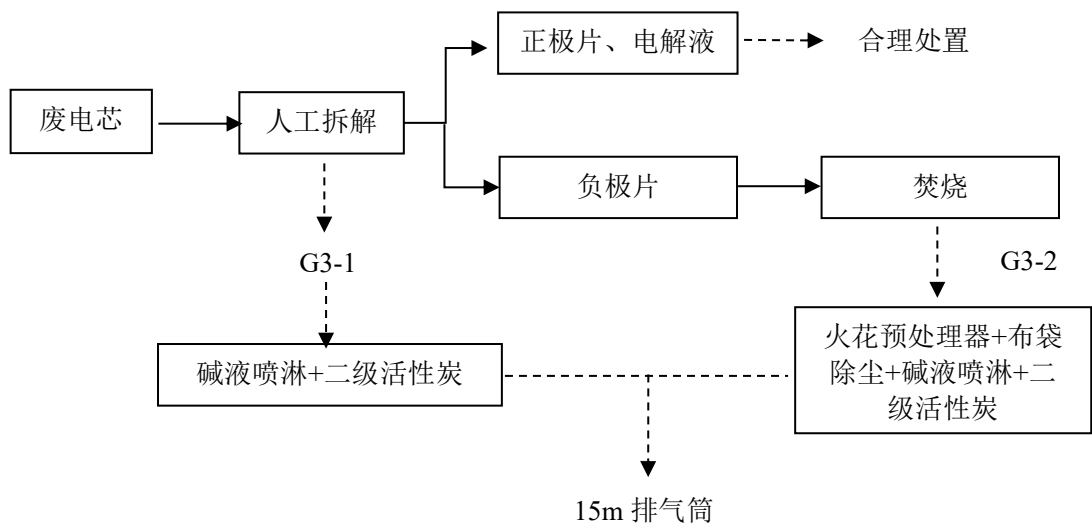 正极片、电解液
合理处置
废电芯
人工拆解
负极片
焚烧
G3-1
G3-2
碱液喷淋+二级活性炭
火花预处理器+布袋
除尘+碱液喷淋+二
级活性炭
15m 排气筒